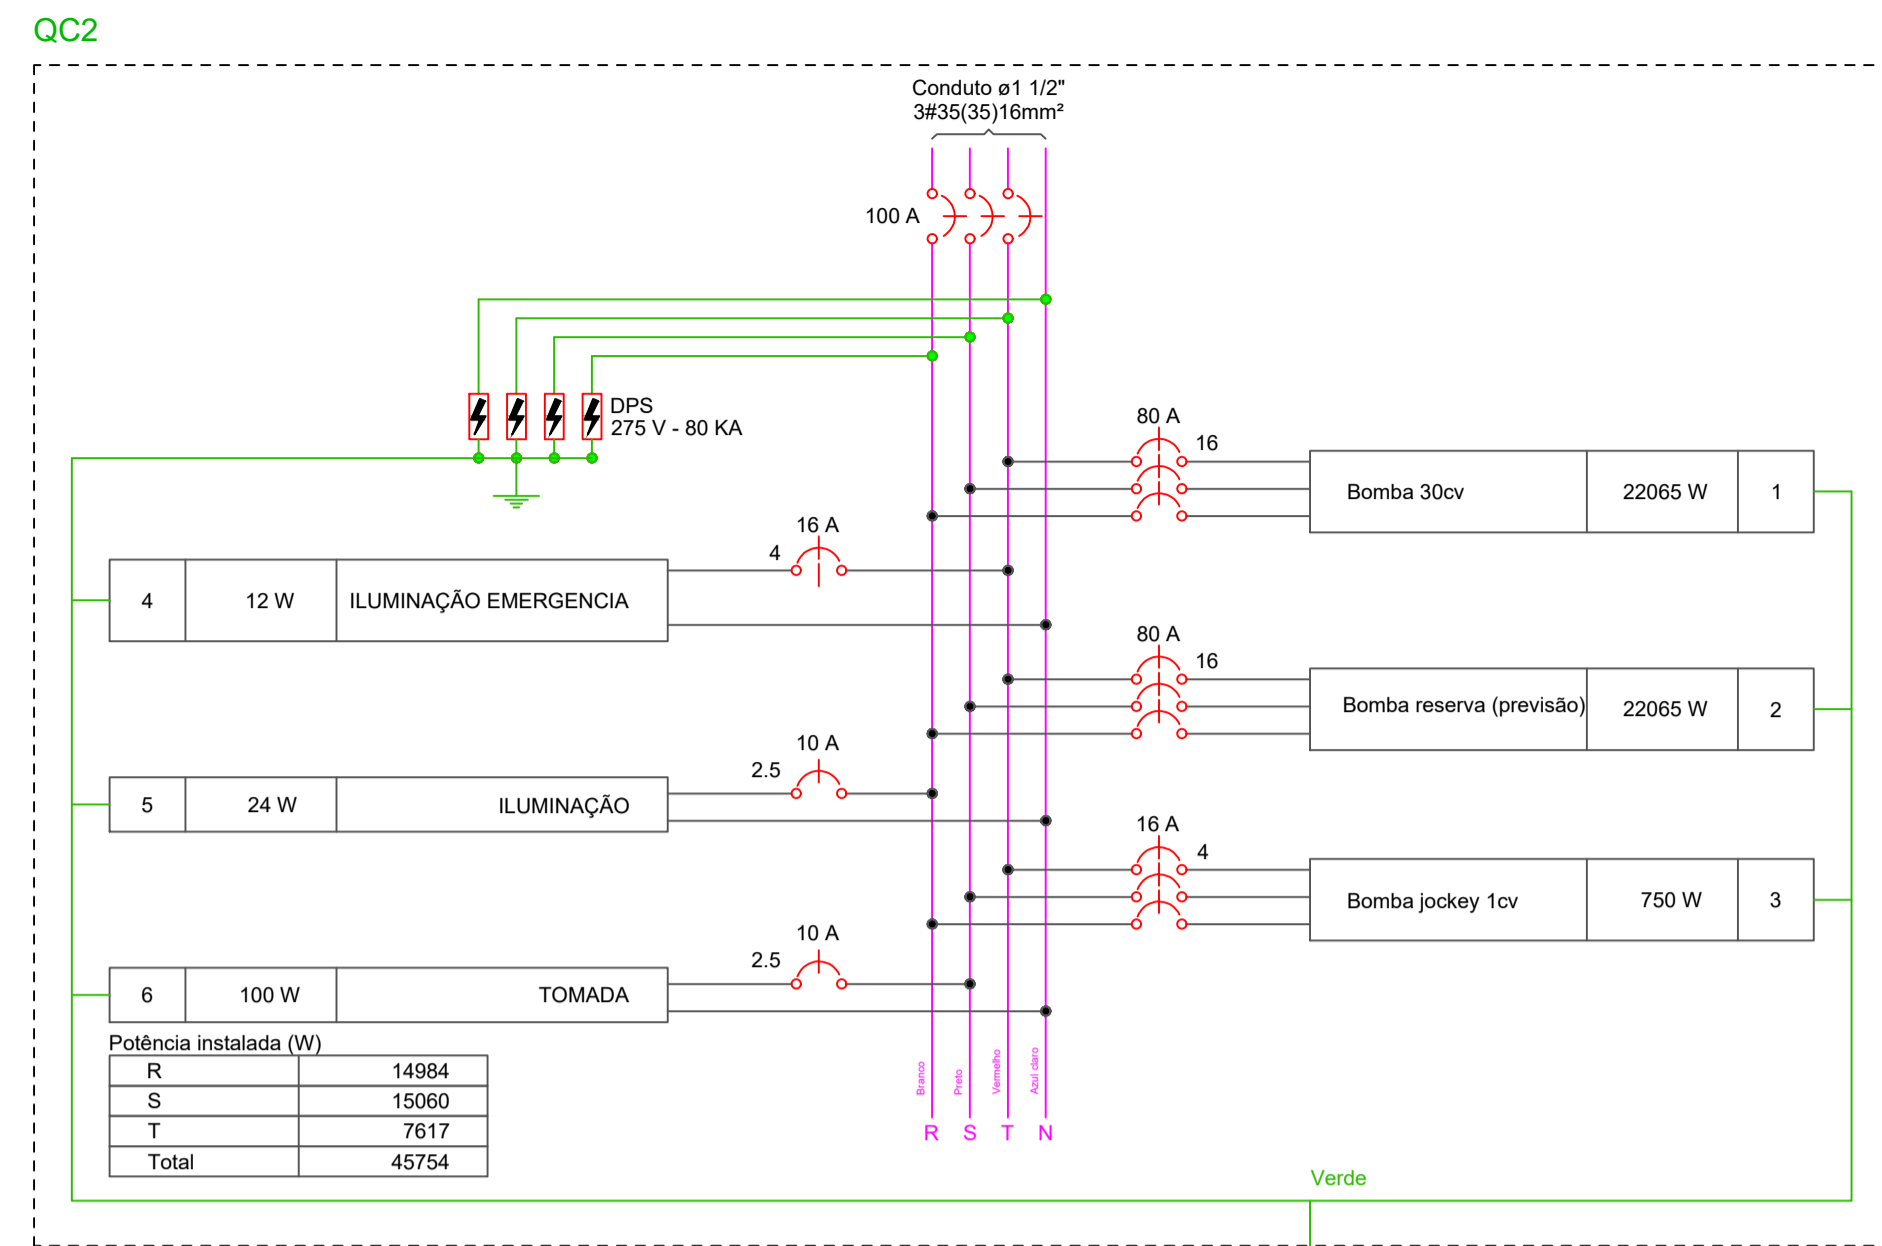 QC2
Conduto ø1 1/2"
3#35(35)16mm²
100 A
DPS
275 V - 80 KA
80 A
16
Bomba 30cv 22065 W 1
16 A
4
4 12 W ILUMINAÇÃO EMERGENCIA
80 A
16
Bomba reserva (previsão) 22065 W 2
10 A
2.5
5 24 W ILUMINAÇÃO
16 A
4
Bomba jockey 1cv 750 W 3
10 A
2.5
6 100 W TOMADA
Potência instalada (W)
R 14984
S 15060
T 7617
Total 45754
Branco
Preto
Vermelho
Azul claro
R S T N
Verde